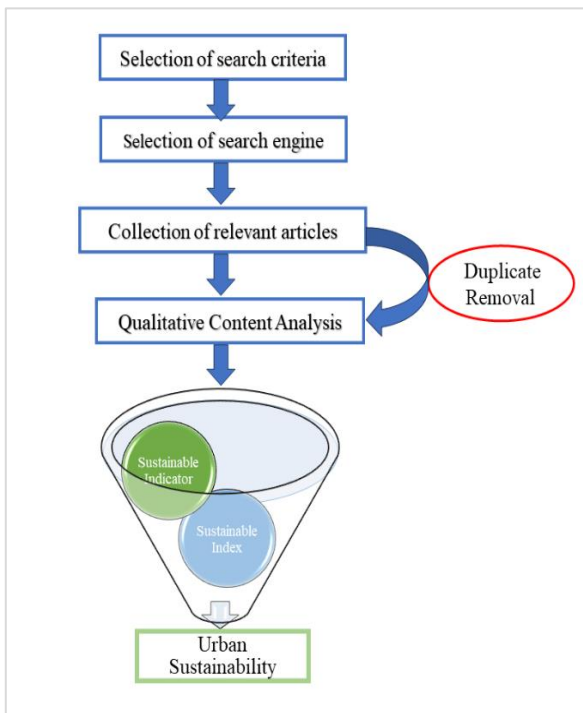 Selection of search criteria
Selection of search engine
Collection of relevant articles
Duplicate
Removal
Qualitative Content Analysis
Sustainable
Indicator
Sustainable
Index
Urban
Sustainability